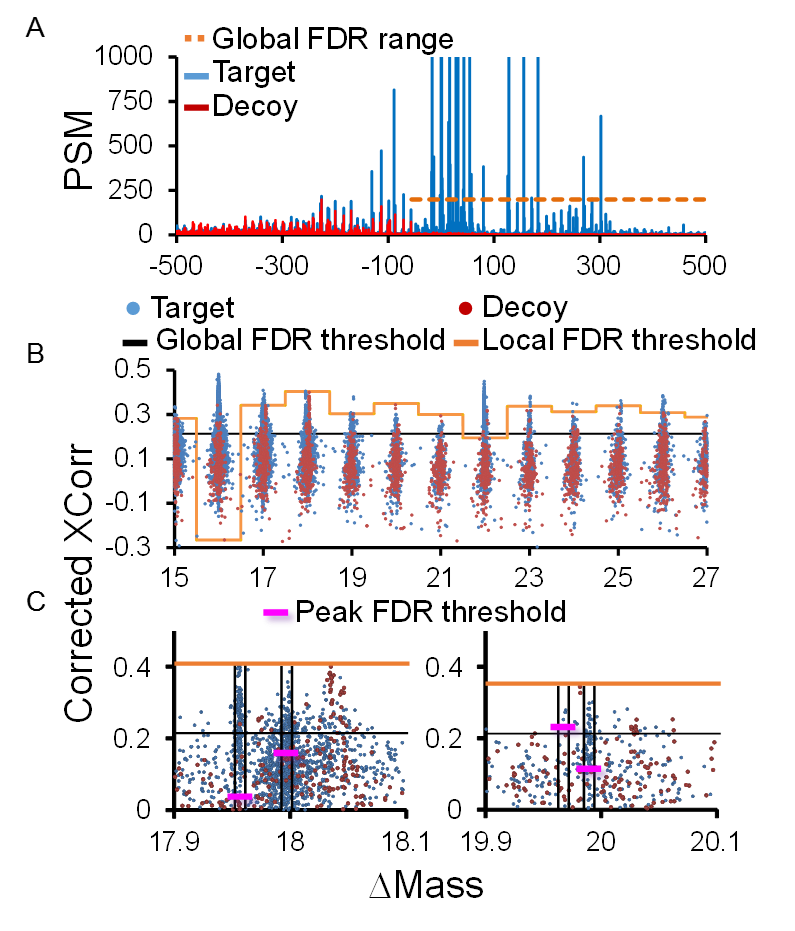 A
Global FDR range
Target
Decoy
PSM
1000
750
500
250
0
-500 -300 -100 100 300 500
Target Decoy
Global FDR threshold Local FDR threshold
B
Corrected XCorr
0.5
0.3
0.1
-0.1
-0.3
15 17 19 21 23 25 27
C
Peak FDR threshold
0.4 0.4
0.2 0.2
0 0
17.9 18 18.1 19.9 20 20.1
ΔMass